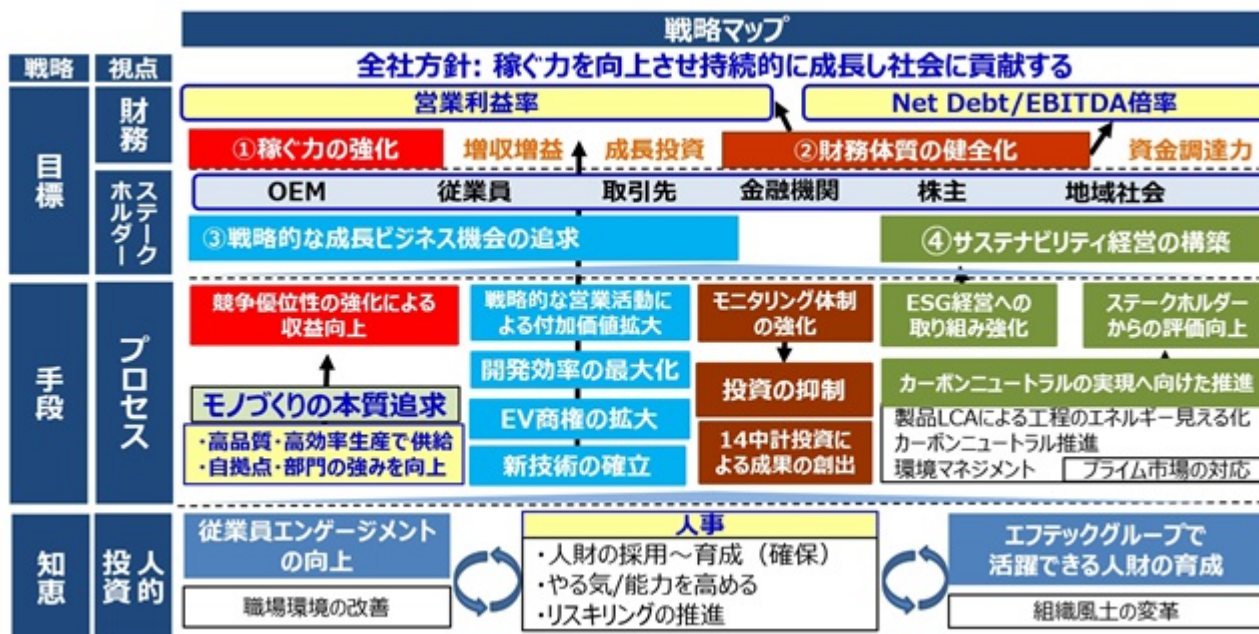 戦略マップ
戦略
視点
全社方針: 稼ぐ力を向上させ持続的に成長し社会に貢献する
目標
財務
営業利益率
Net Debt/EBITDA倍率
①稼ぐ力の強化
増収増益
成長投資
②財務体質の健全化
資金調達力
ステークホルダー
OEM
従業員
取引先
金融機関
株主
地域社会
③戦略的な成長ビジネス機会の追求
④サステナビリティ経営の構築
手段
プロセス
競争優位性の強化による
収益向上
モノづくりの本質追求
・高品質・高効率生産で供給
・自拠点・部門の強みを向上
戦略的な営業活動に
よる付加価値拡大
開発効率の最大化
EV商権の拡大
新技術の確立
モニタリング体制
の強化
投資の抑制
14中計投資に
よる成果の創出
ESG経営への
取り組み強化
ステークホルダー
からの評価向上
カーボンニュートラルの実現へ向けた推進
製品LCAによる工程のエネルギー見える化
カーボンニュートラル推進
環境マネジメント
プライム市場の対応
知恵
人的投資
従業員エンゲージメント
の向上
職場環境の改善
人事
・人財の採用～育成（確保）
・やる気/能力を高める
・リスキリングの推進
エフテックグループで
活躍できる人財の育成
組織風土の変革